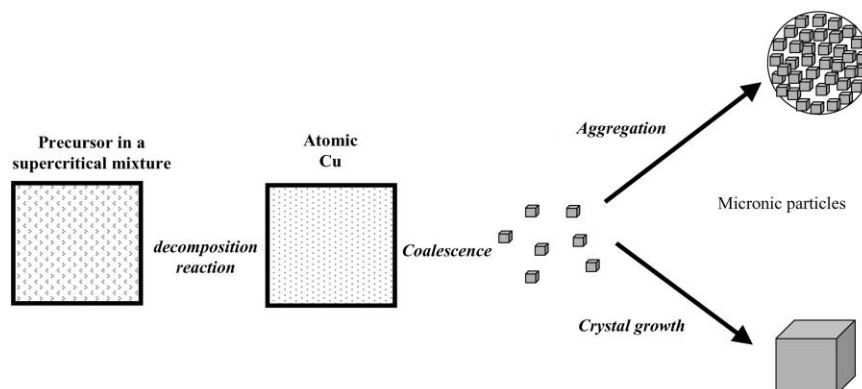 Precursor in a
supercritical mixture
decomposition
reaction
Atomic
Cu
Coalescence
Aggregation
Micronic particles
Crystal growth